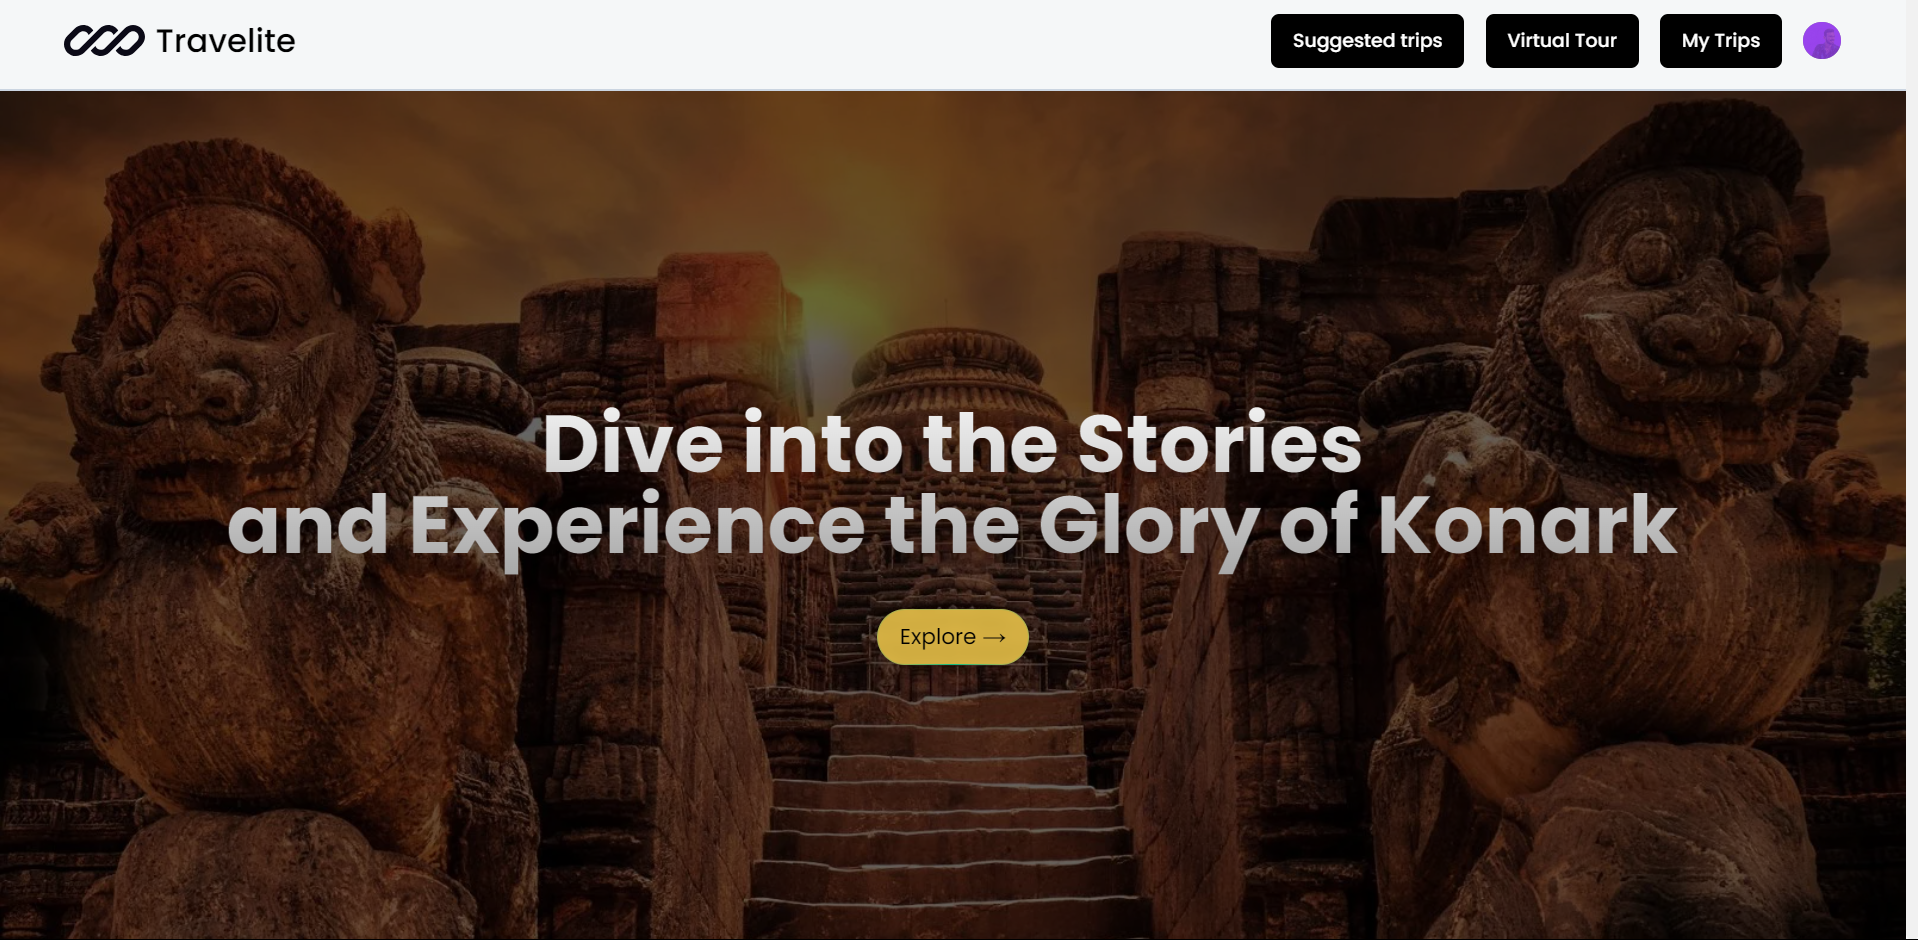 Travelite
Suggested trips
Virtual Tour
My Trips
Dive into the Stories
and Experience the Glory of Konark
Explore →